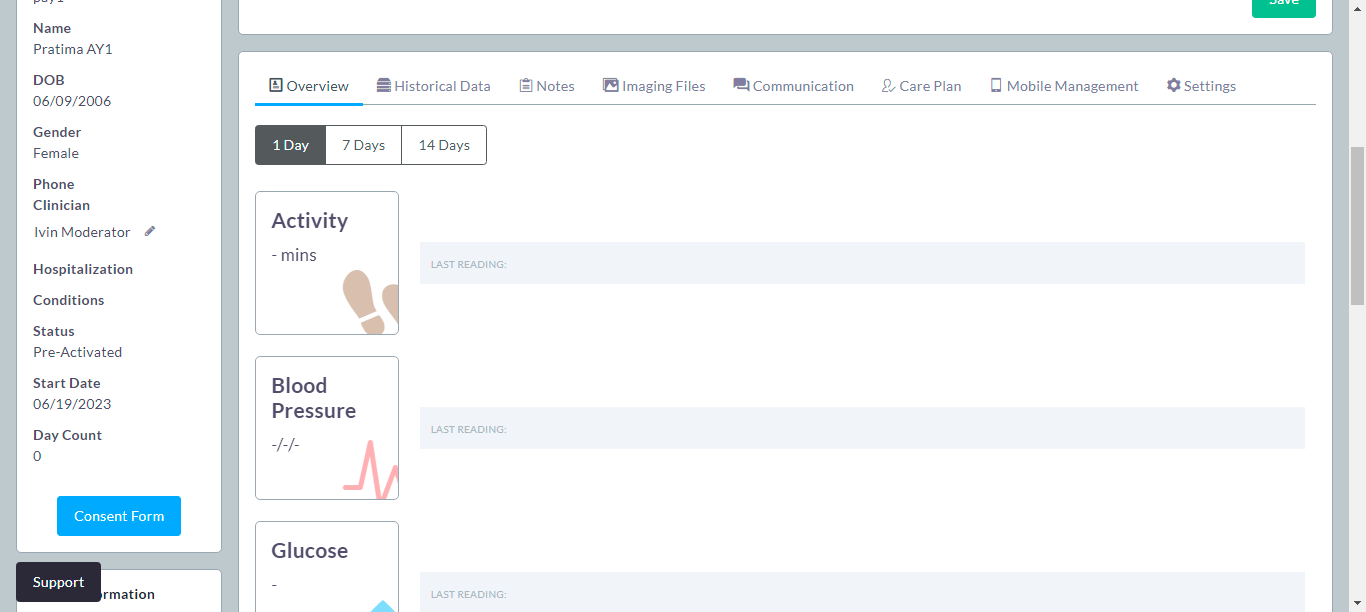 Name
Pratima AY1
DOB
06/09/2006
Gender
Female
Phone
Clinician
Ivin Moderator
Hospitalization
Conditions
Status
Pre-Activated
Start Date
06/19/2023
Day Count
0
Consent Form
Support
rmation
Save
Overview Historical Data Notes Imaging Files Communication Care Plan Mobile Management Settings
1 Day 7 Days 14 Days
Activity
- mins
LAST READING:
Blood
Pressure
-/-/-
LAST READING:
Glucose
-
LAST READING: